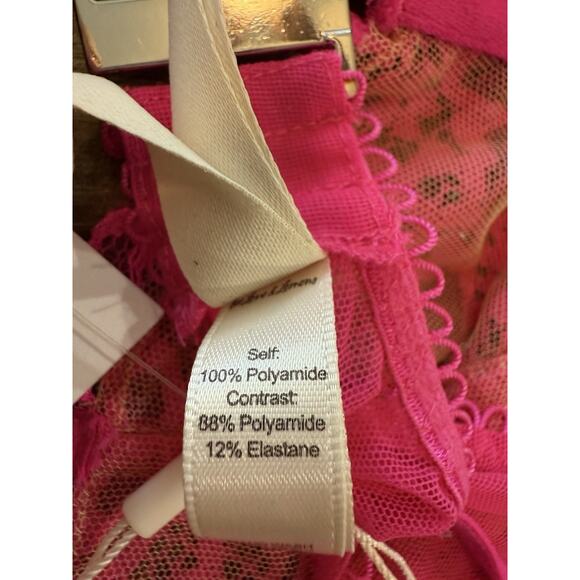 Self:
100% Polyamide
Contrast:
88% Polyamide
12% Elastane